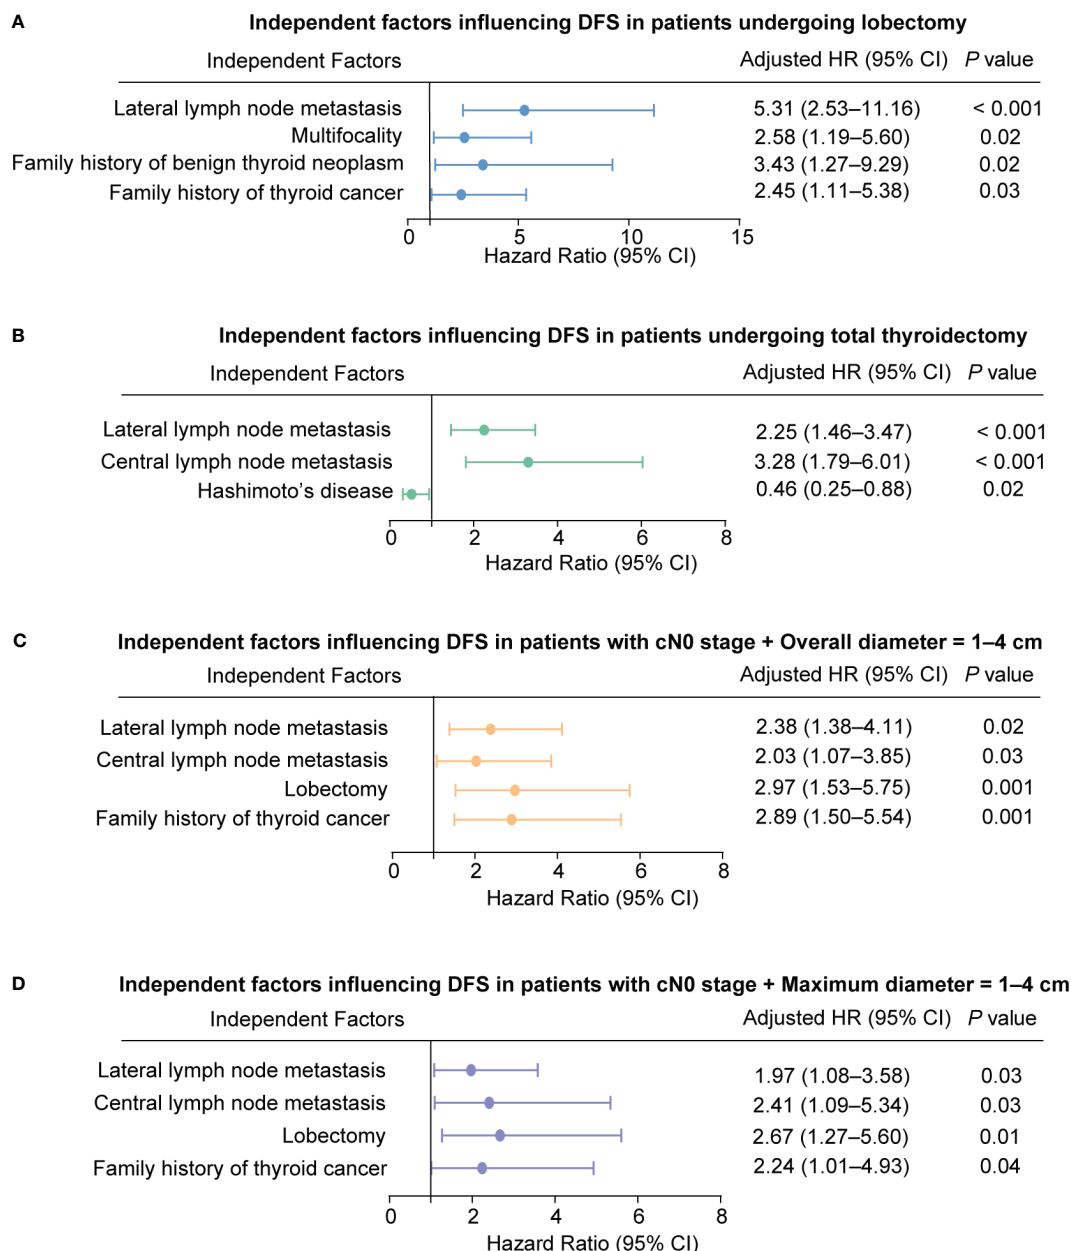 A Independent factors influencing DFS in patients undergoing lobectomy
Independent Factors Adjusted HR (95% CI) P value
Lateral lymph node metastasis 5.31 (2.53–11.16) < 0.001
Multifocality 2.58 (1.19–5.60) 0.02
Family history of benign thyroid neoplasm 3.43 (1.27–9.29) 0.02
Family history of thyroid cancer 2.45 (1.11–5.38) 0.03
0 5 10 15
Hazard Ratio (95% CI)
B Independent factors influencing DFS in patients undergoing total thyroidectomy
Independent Factors Adjusted HR (95% CI) P value
Lateral lymph node metastasis 2.25 (1.46–3.47) < 0.001
Central lymph node metastasis 3.28 (1.79–6.01) < 0.001
Hashimoto’s disease 0.46 (0.25–0.88) 0.02
0 2 4 6 8
Hazard Ratio (95% CI)
C Independent factors influencing DFS in patients with cN0 stage + Overall diameter = 1–4 cm
Independent Factors Adjusted HR (95% CI) P value
Lateral lymph node metastasis 2.38 (1.38–4.11) 0.02
Central lymph node metastasis 2.03 (1.07–3.85) 0.03
Lobectomy 2.97 (1.53–5.75) 0.001
Family history of thyroid cancer 2.89 (1.50–5.54) 0.001
0 2 4 6 8
Hazard Ratio (95% CI)
D Independent factors influencing DFS in patients with cN0 stage + Maximum diameter = 1–4 cm
Independent Factors Adjusted HR (95% CI) P value
Lateral lymph node metastasis 1.97 (1.08–3.58) 0.03
Central lymph node metastasis 2.41 (1.09–5.34) 0.03
Lobectomy 2.67 (1.27–5.60) 0.01
Family history of thyroid cancer 2.24 (1.01–4.93) 0.04
0 2 4 6 8
Hazard Ratio (95% CI)